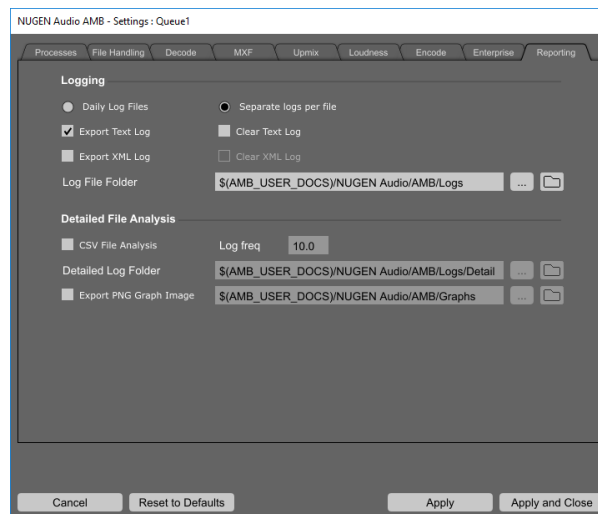 NUGEN Audio AMB - Settings : Queue1
Processes File Handling Decode MXF Upmix Loudness Encode Enterprise Reporting
Logging
Daily Log Files Separate logs per file
Export Text Log Clear Text Log
Export XML Log Clear XML Log
Log File Folder $(AMB_USER_DOCS)/NUGEN Audio/AMB/Logs ...
Detailed File Analysis
CSV File Analysis Log freq 10.0
Detailed Log Folder $(AMB_USER_DOCS)/NUGEN Audio/AMB/Logs/Detail ...
Export PNG Graph Image $(AMB_USER_DOCS)/NUGEN Audio/AMB/Graphs ...
Cancel Reset to Defaults Apply Apply and Close